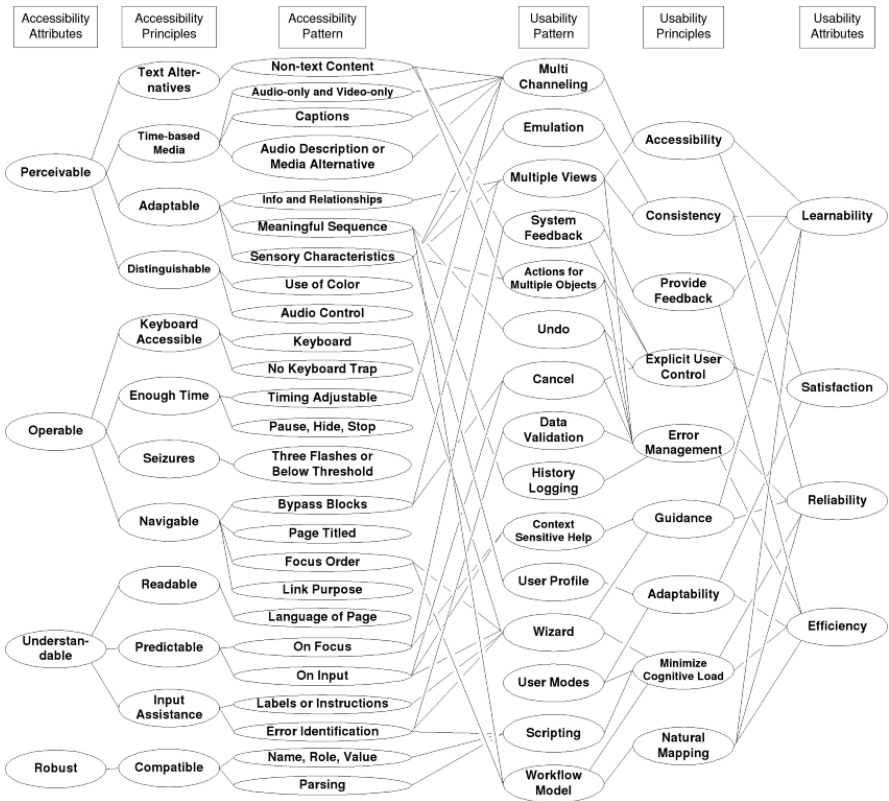 Accessibility
Attributes
Accessibility
Principles
Accessibility
Pattern
Usability
Pattern
Usability
Principles
Usability
Attributes
Perceivable
Operable
Understan-
dable
Robust
Text Alter-
natives
Time-based
Media
Adaptable
Distinguishable
Keyboard
Accessible
Enough Time
Seizures
Navigable
Readable
Predictable
Input
Assistance
Compatible
Non-text Content
Audio-only and Video-only
Captions
Audio Description or
Media Alternative
Info and Relationships
Meaningful Sequence
Sensory Characteristics
Use of Color
Audio Control
Keyboard
No Keyboard Trap
Timing Adjustable
Pause, Hide, Stop
Three Flashes or
Below Threshold
Bypass Blocks
Page Titled
Focus Order
Link Purpose
Language of Page
On Focus
On Input
Labels or Instructions
Error Identification
Name, Role, Value
Parsing
Multi
Channeling
Emulation
Multiple Views
System
Feedback
Actions for
Multiple Objects
Undo
Cancel
Data
Validation
History
Logging
Context
Sensitive Help
User Profile
Wizard
User Modes
Scripting
Workflow
Model
Accessibility
Consistency
Provide
Feedback
Explicit User
Control
Error
Management
Guidance
Adaptability
Minimize
Cognitive Load
Natural
Mapping
Learnability
Satisfaction
Reliability
Efficiency